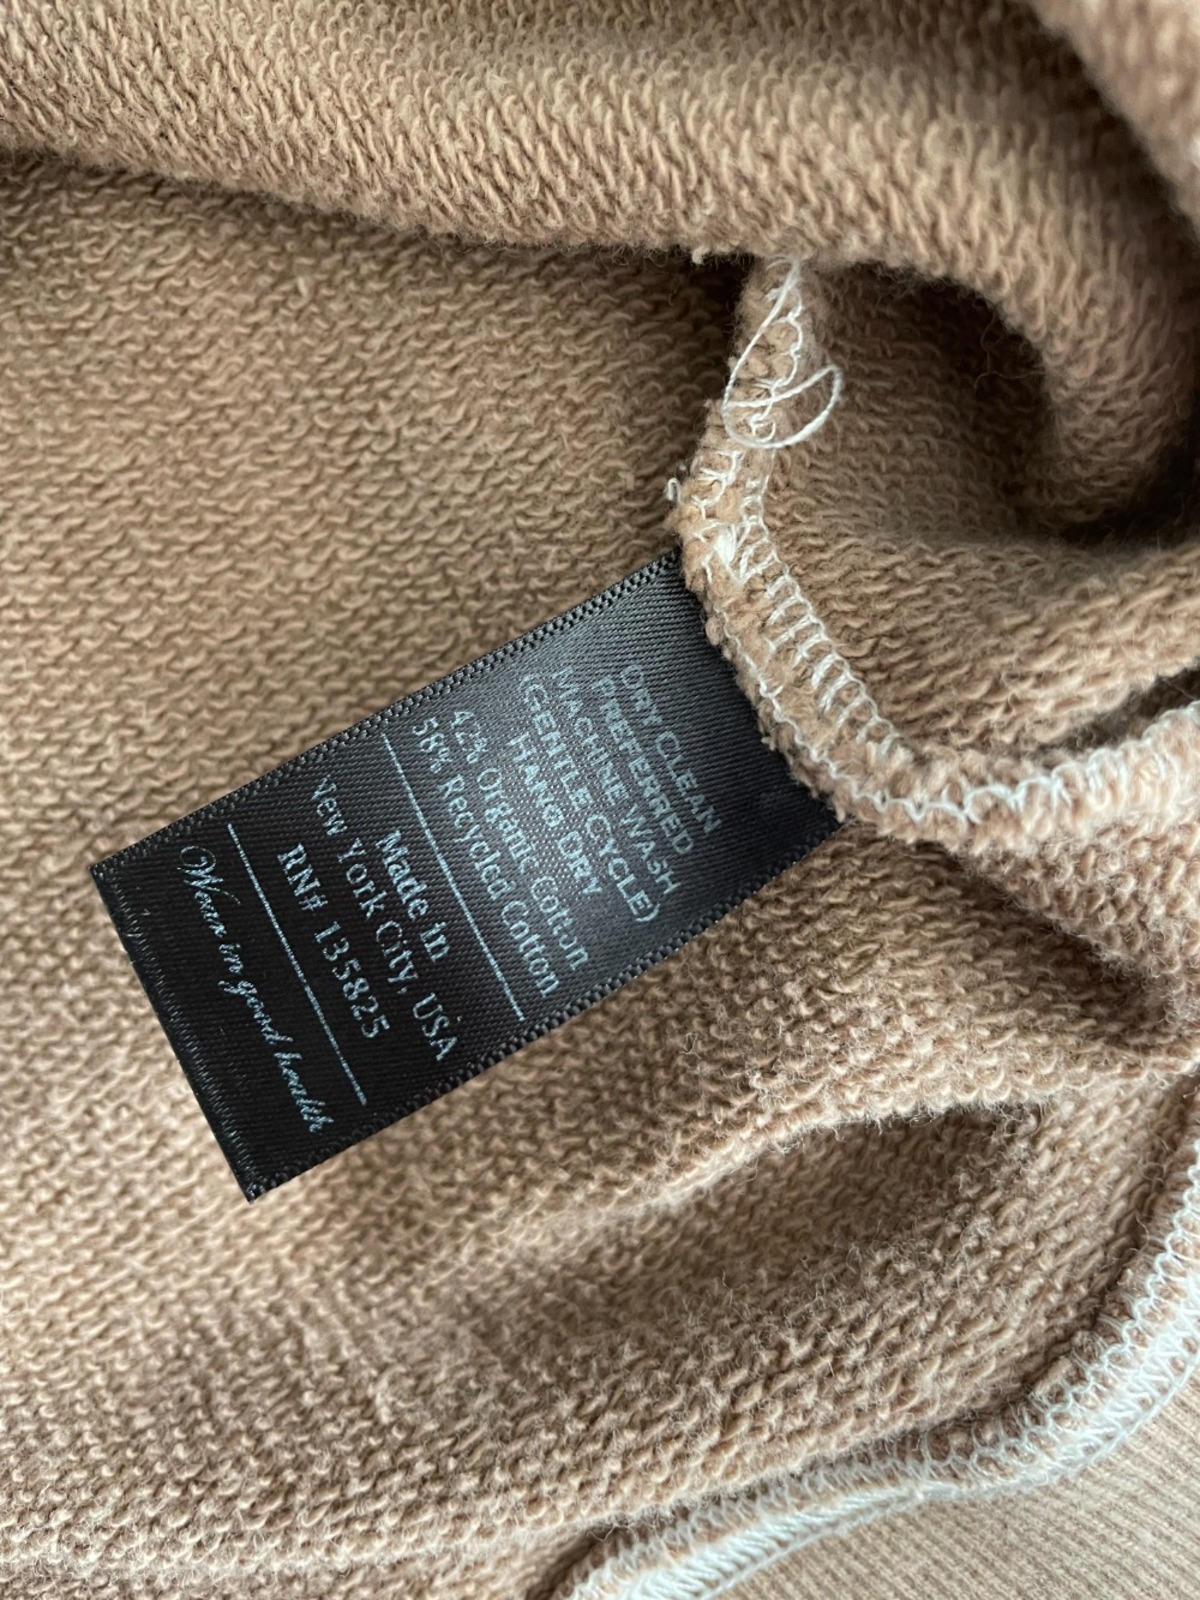 DRY CLEAN
PREFERRED
MACHINE WASH
(GENTLE CYCLE)
HANG DRY
42% Organic Cotton
58% Recycled Cotton
Made in
New York City, USA
RN# 135825
Wear in good health